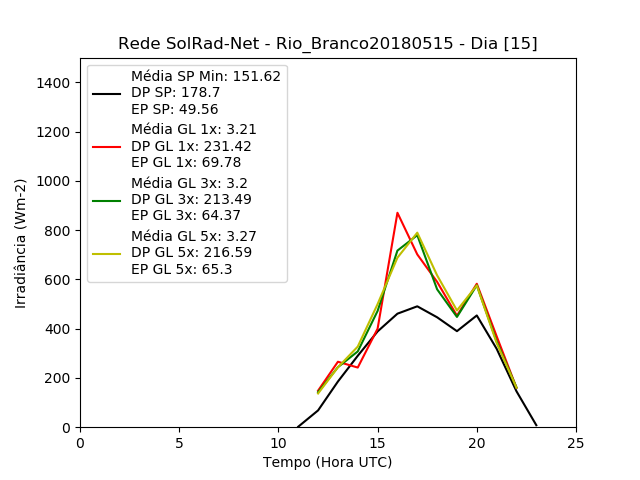 Rede SolRad-Net - Rio_Branco20180515 - Dia [15]
Média SP Min: 151.62
DP SP: 178.7
EP SP: 49.56
Média GL 1x: 3.21
DP GL 1x: 231.42
EP GL 1x: 69.78
Média GL 3x: 3.2
DP GL 3x: 213.49
EP GL 3x: 64.37
Média GL 5x: 3.27
DP GL 5x: 216.59
EP GL 5x: 65.3
Irradiância (Wm-2)
1400
1200
1000
800
600
400
200
0
0 5 10 15 20 25
Tempo (Hora UTC)